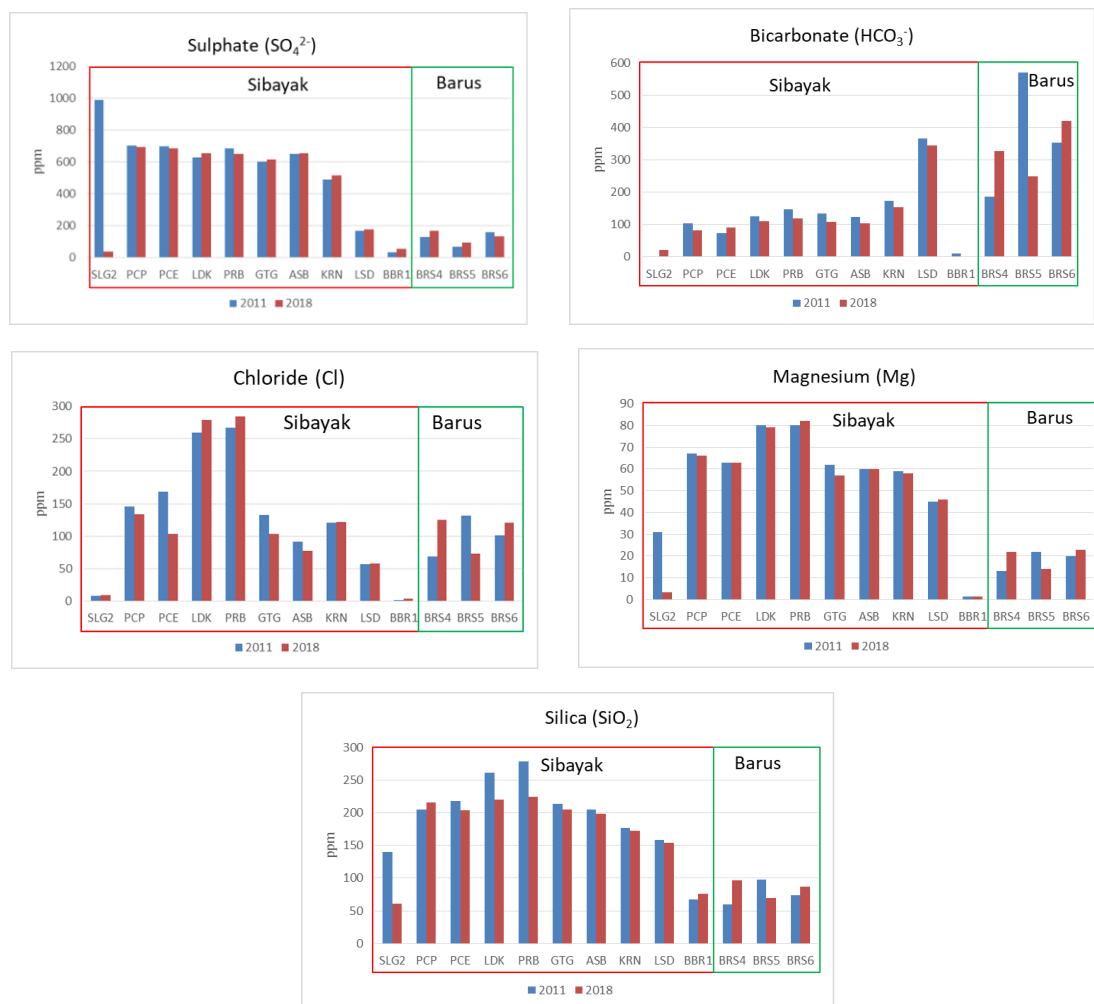 Sulphate (SO₄²⁻)
1200
1000
800
600
400
200
0
ppm
Sibayak
Barus
SLG2 PCP PCE LDK PRB GTG ASB KRN LSD BBR1 BRS4 BRS5 BRS6
2011 2018
Bicarbonate (HCO₃⁻)
600
500
400
300
200
100
0
ppm
Sibayak
Barus
SLG2 PCP PCE LDK PRB GTG ASB KRN LSD BBR1 BRS4 BRS5 BRS6
2011 2018
Chloride (Cl)
300
250
200
150
100
50
0
ppm
Sibayak
Barus
SLG2 PCP PCE LDK PRB GTG ASB KRN LSD BBR1 BRS4 BRS5 BRS6
2011 2018
Magnesium (Mg)
90
80
70
60
50
40
30
20
10
0
ppm
Sibayak
Barus
SLG2 PCP PCE LDK PRB GTG ASB KRN LSD BBR1 BRS4 BRS5 BRS6
2011 2018
Silica (SiO₂)
300
250
200
150
100
50
0
ppm
Sibayak
Barus
SLG2 PCP PCE LDK PRB GTG ASB KRN LSD BBR1 BRS4 BRS5 BRS6
2011 2018